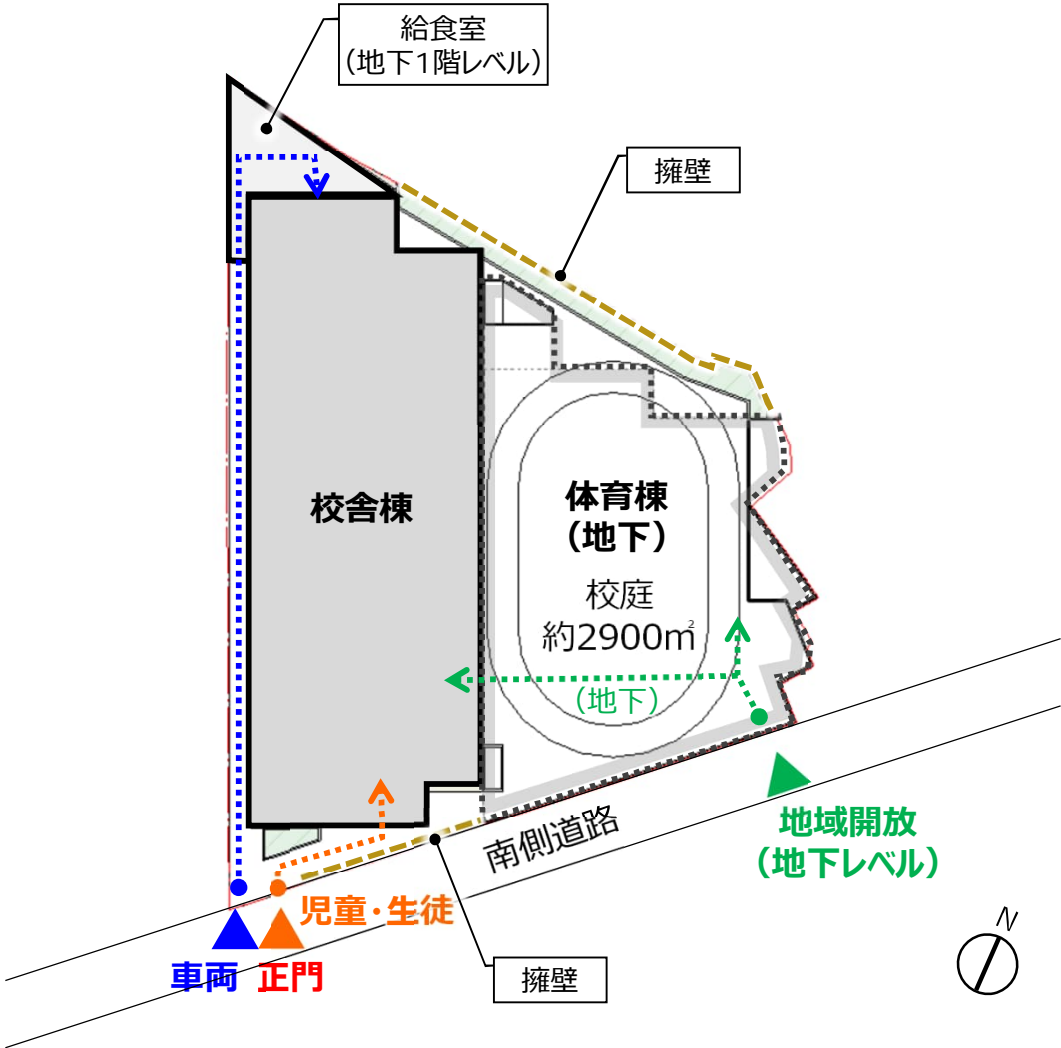 給食室
（地下1階レベル）
擁壁
校舎棟
体育棟
（地下）
校庭
約2900㎡
（地下）
南側道路
地域開放
（地下レベル）
児童・生徒
車両
正門
擁壁
N